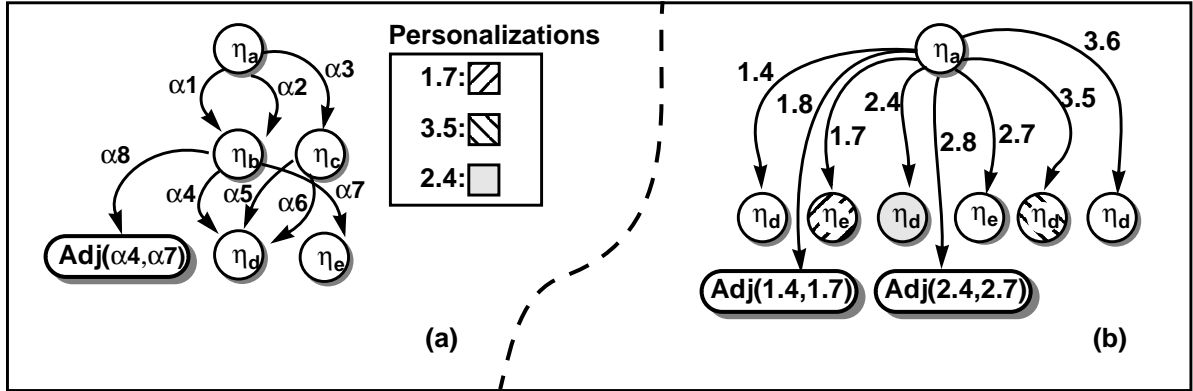 ηa
α1
α2
α3
ηb
ηc
α8
α4
α5
α6
α7
Adj(α4,α7)
ηd
ηe
Personalizations
1.7:
3.5:
2.4:
(a)
ηa
1.4
1.8
1.7
2.4
2.8
2.7
3.5
3.6
ηd
ηe
ηd
ηe
ηd
ηd
Adj(1.4,1.7)
Adj(2.4,2.7)
(b)